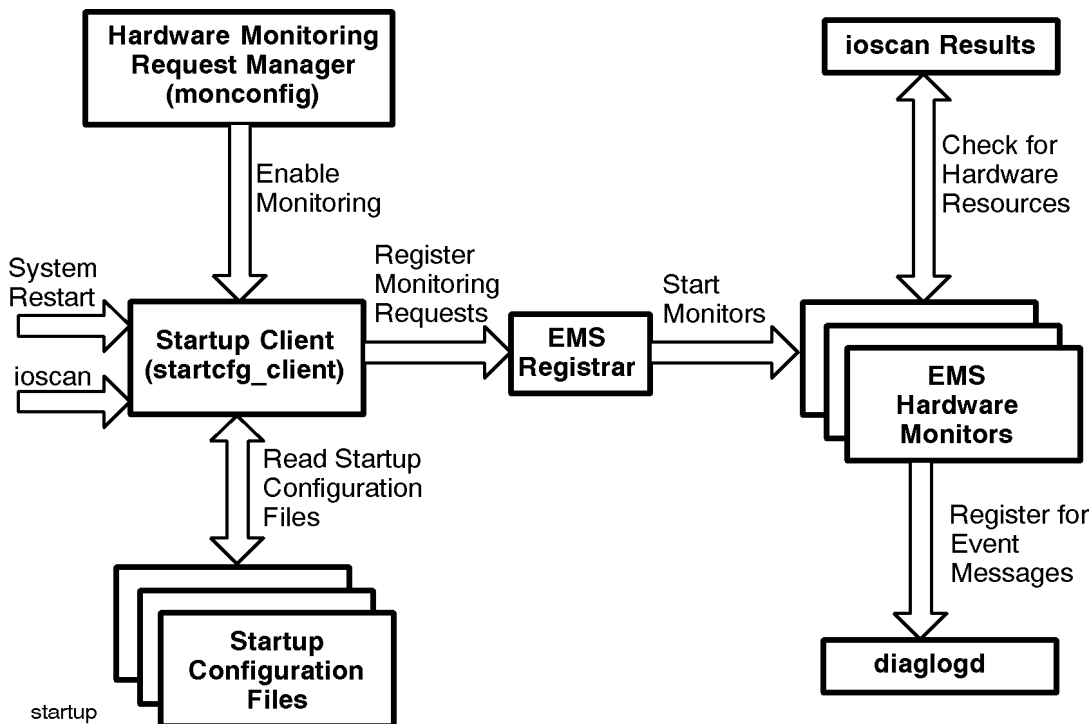 Hardware Monitoring
Request Manager
(monconfig)
ioscan Results
Enable
Monitoring
Check for
Hardware
Resources
System
Restart
Register
Monitoring
Requests
Start
Monitors
Startup Client
(startcfg_client)
EMS
Registrar
ioscan
EMS
Hardware
Monitors
Read Startup
Configuration
Files
Register for
Event
Messages
Startup
Configuration
Files
diaglogd
startup